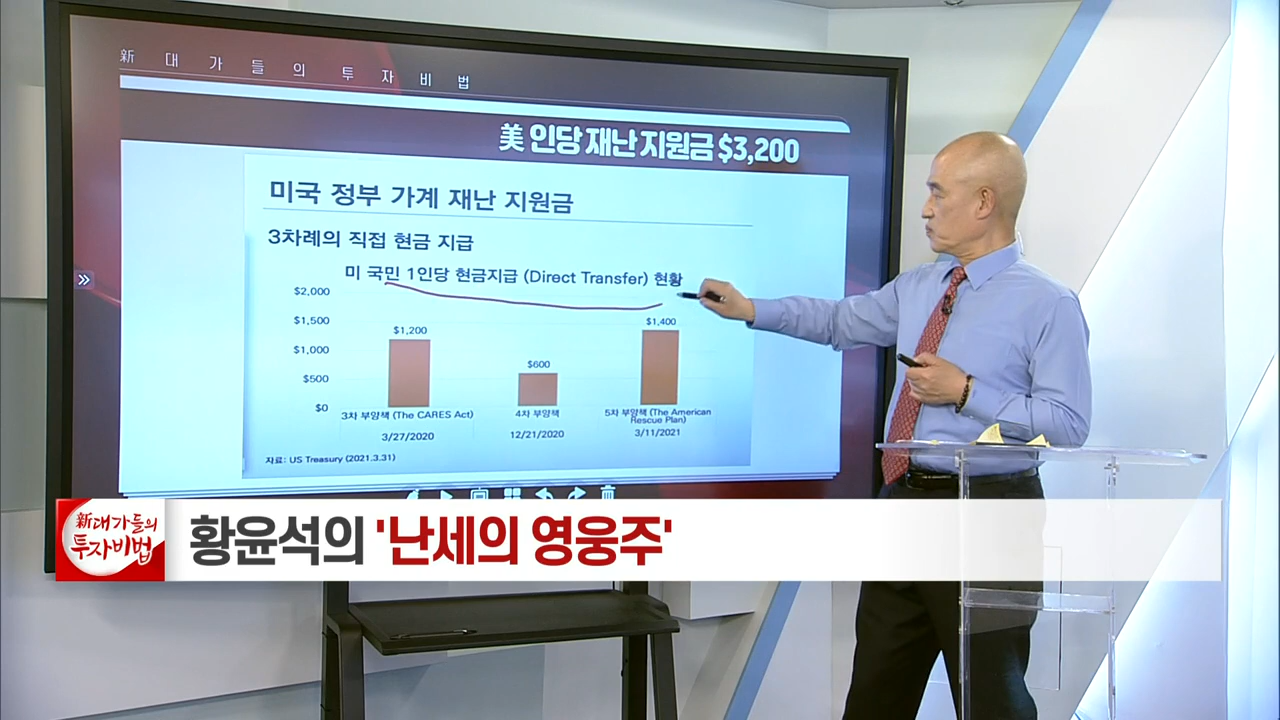 新 대 가 들 의 투 자 비 법
美 인당 재난지원금 $3,200
미국 정부 가계 재난 지원금
3차례의 직접 현금 지급
미 국민 1인당 현금지급 (Direct Transfer) 현황
$2,000
$1,500
$1,000
$500
$0
$1,200
$600
$1,400
3차 부양책 (The CARES Act)
4차 부양책
5차 부양책 (The American
Rescue Plan)
3/27/2020
12/21/2020
3/11/2021
자료: US Treasury (2021.3.31)
新대가들의
투자비법
황윤석의 '난세의 영웅주'